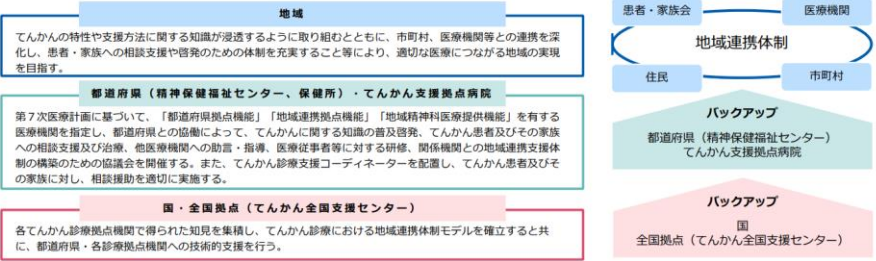 地域
てんかんの特性や支援方法に関する知識が浸透するように取り組むとともに、市町村、医療機関等との連携を深
化し、患者・家族への相談支援や啓発のための体制を充実すること等により、適切な医療につながる地域の実現
を目指す。
都道府県（精神保健福祉センター、保健所）・てんかん支援拠点病院
第７次医療計画に基づいて、「都道府県拠点機能」「地域連携拠点機能」「地域精神科医療提供機能」を有する
医療機関を指定し、都道府県との協働によって、てんかんに関する知識の普及啓発、てんかん患者及びその家族
への相談支援及び治療、他医療機関への助言・指導、医療従事者等に対する研修、関係機関との地域連携支援体
制の構築のための協議会を開催する。また、てんかん診療支援コーディネーターを配置し、てんかん患者及びそ
の家族に対し、相談援助を適切に実施する。
国・全国拠点（てんかん全国支援センター）
各てんかん診療拠点機関で得られた知見を集積し、てんかん診療における地域連携体制モデルを確立すると共
に、都道府県・各診療拠点機関への技術的支援を行う。
患者・家族会
医療機関
地域連携体制
住民
市町村
バックアップ
都道府県（精神保健福祉センター）
てんかん支援拠点病院
バックアップ
国
全国拠点（てんかん全国支援センター）